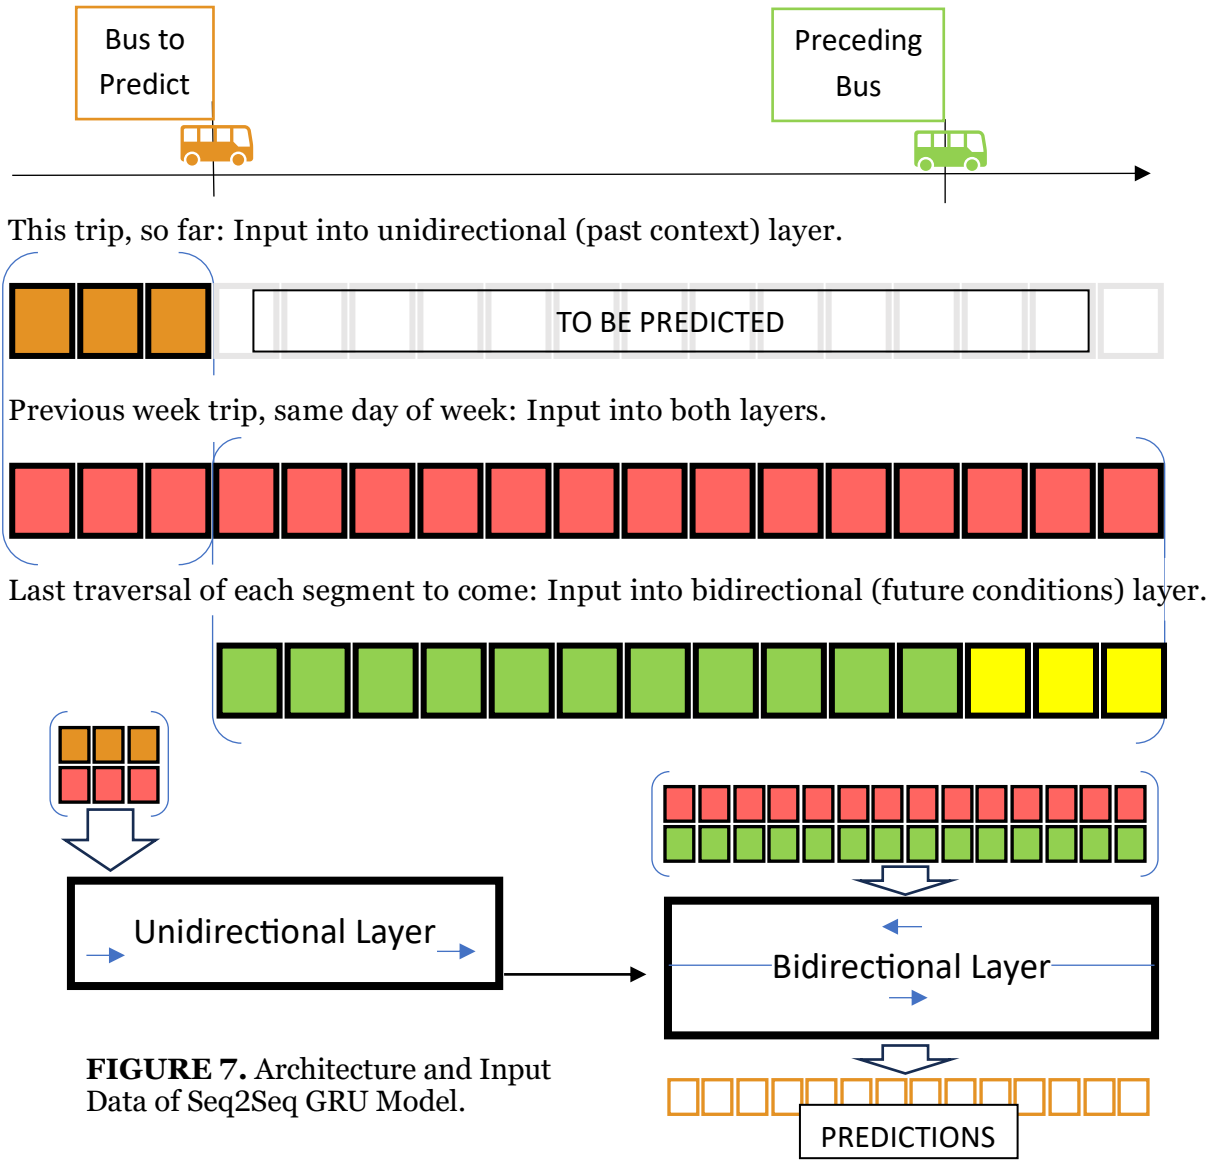 Bus to
Predict
Preceding
Bus
This trip, so far: Input into unidirectional (past context) layer.
TO BE PREDICTED
Previous week trip, same day of week: Input into both layers.
Last traversal of each segment to come: Input into bidirectional (future conditions) layer.
Unidirectional Layer
Bidirectional Layer
FIGURE 7. Architecture and Input
Data of Seq2Seq GRU Model.
PREDICTIONS